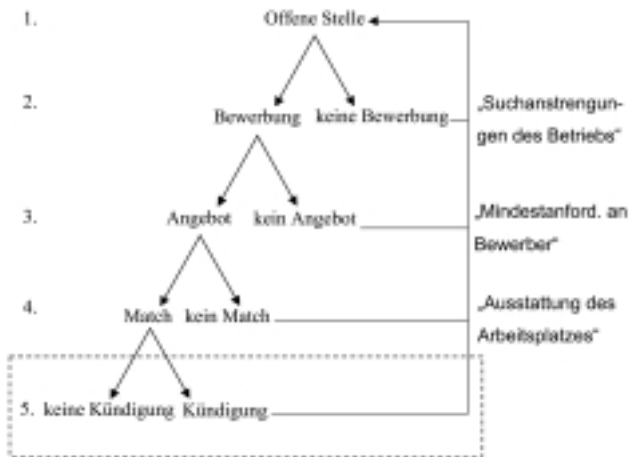 1. Offene Stelle
2. Bewerbung keine Bewerbung
„Suchanstrengun-
gen des Betriebs“
3. Angebot kein Angebot
„Mindestanford. an
Bewerber“
4. Match kein Match
„Ausstattung des
Arbeitsplatzes“
5. keine Kündigung Kündigung